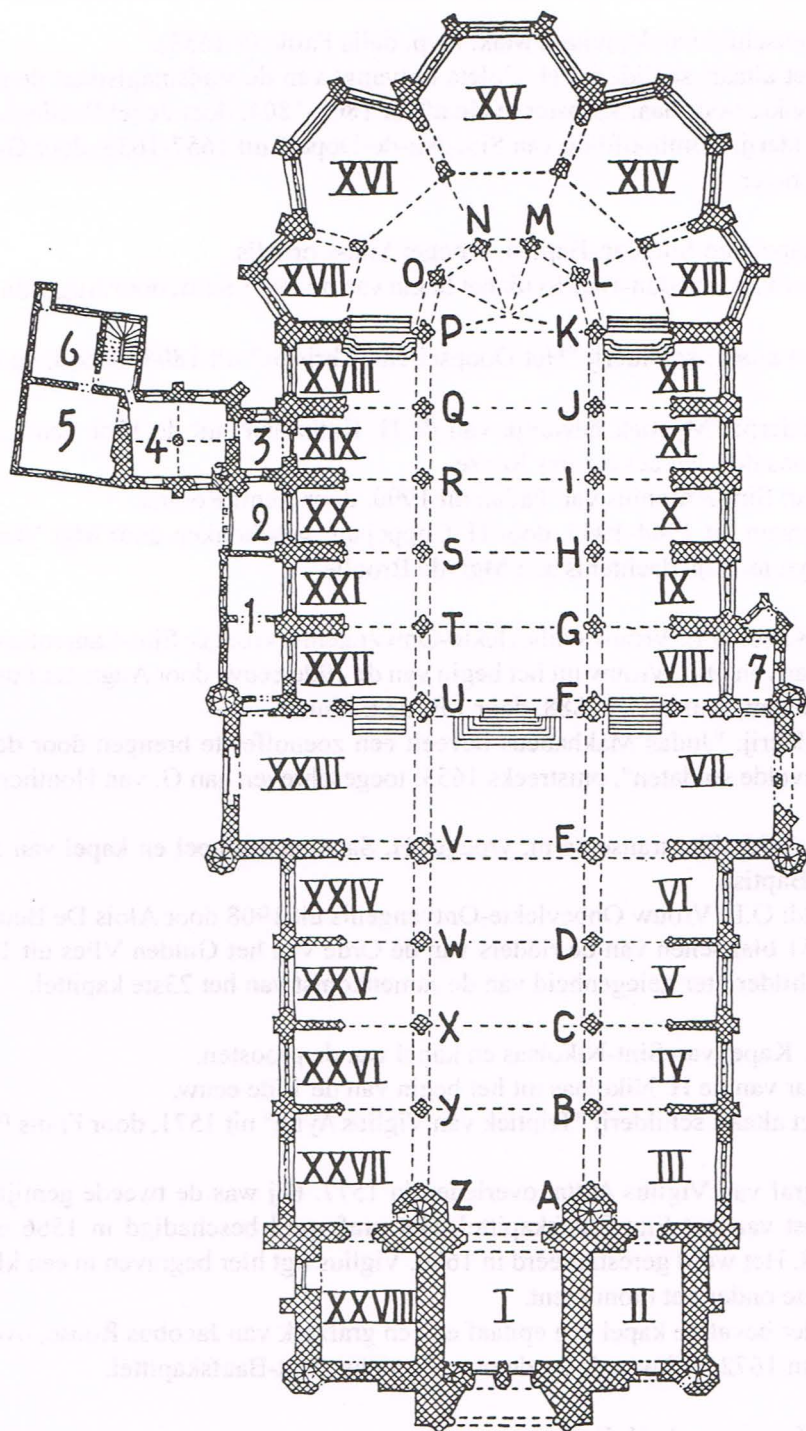 XV
XVI XIV
N M
XVII O L XIII
P K
6 XVIII XII
Q J
5 4 3 XIX XI
R I
2 XX X
S H
1 XXI IX
T G
XXII VIII 7
U F
XXIII VII
V E
XXIV VI
W D
XXV V
X C
XXVI IV
Y B
XXVII III
Z A
XXVIII I II